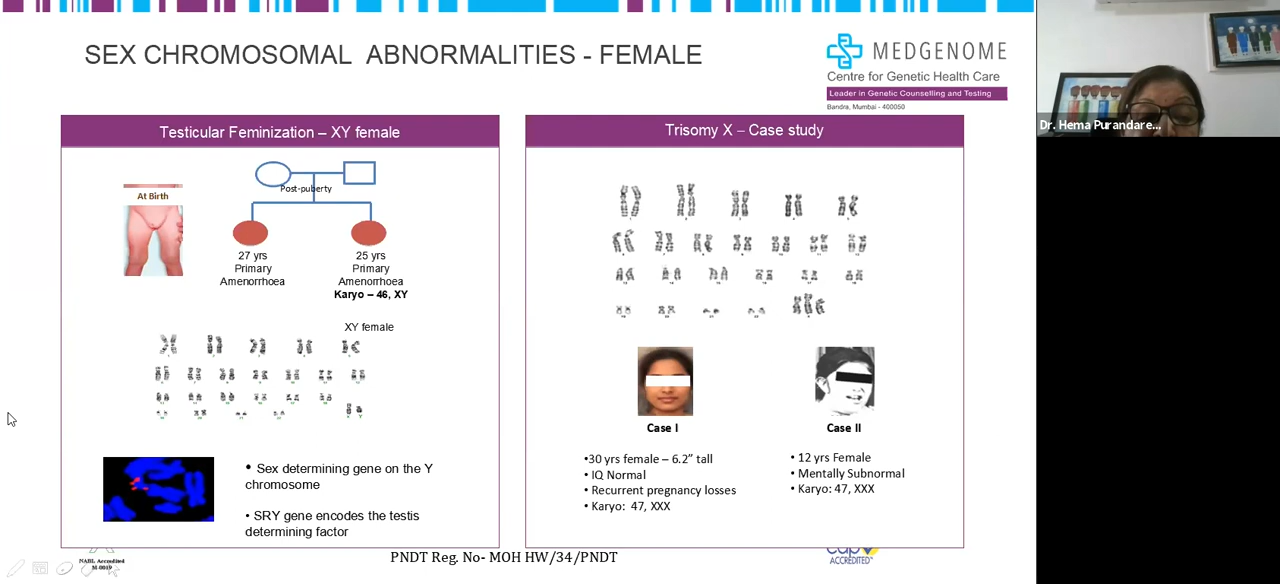 SEX CHROMOSOMAL ABNORMALITIES - FEMALE
MEDGENOME
Centre for Genetic Health Care
Leader in Genetic Counselling and Testing
Bandra, Mumbai - 400050
Dr. Hema Purandare...
Testicular Feminization – XY female
At Birth
Post-puberty
27 yrs
Primary
Amenorrhoea
25 yrs
Primary
Amenorrhoea
Karyo – 46, XY
XY female
• Sex determining gene on the Y
chromosome
• SRY gene encodes the testis
determining factor
Trisomy X – Case study
Case I
•30 yrs female – 6.2” tall
• IQ Normal
• Recurrent pregnancy losses
• Karyo: 47, XXX
Case II
• 12 yrs Female
• Mentally Subnormal
• Karyo: 47, XXX
NABL Accredited
M-0019
PNDT Reg. No- MOH HW/34/PNDT
ACCREDITED